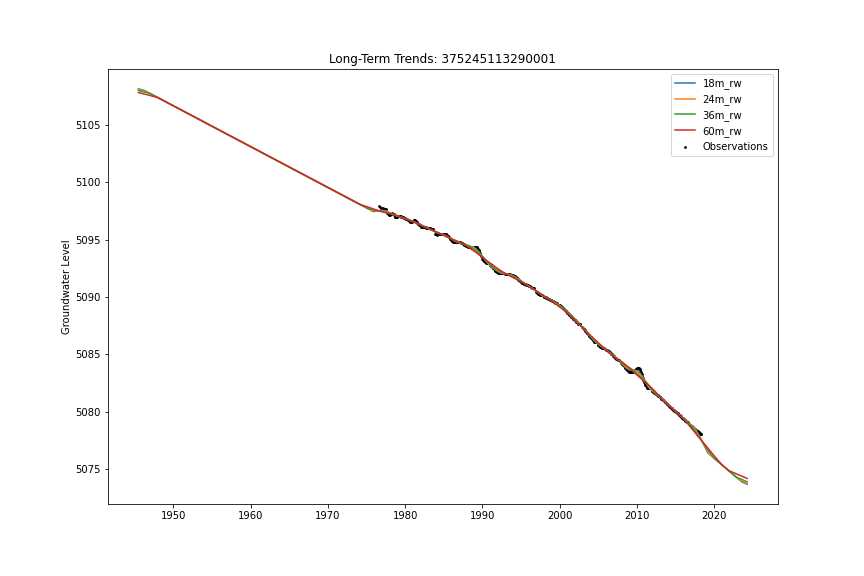 Long-Term Trends: 375245113290001
18m_rw
24m_rw
36m_rw
60m_rw
Observations
Groundwater Level
5105
5100
5095
5090
5085
5080
5075
1950
1960
1970
1980
1990
2000
2010
2020